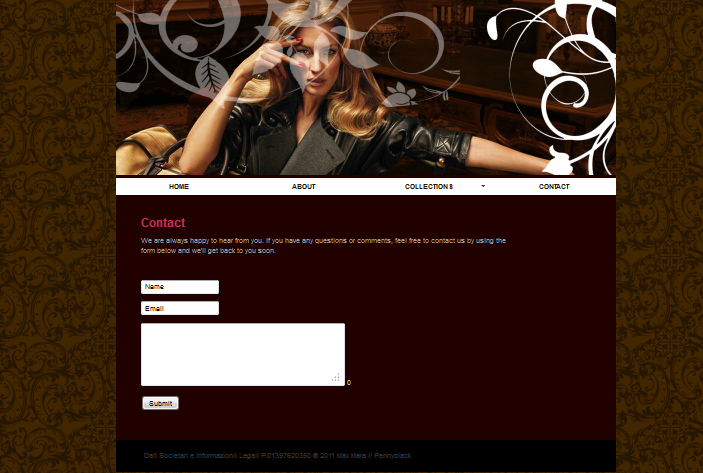 HOME ABOUT COLLECTIONS CONTACT
Contact
We are always happy to hear from you. If you have any questions or comments, feel free to contact us by using the
form below and we'll get back to you soon.
Name
Email
0
Submit
Dati Societari e Informazioni Legali P.01397620350 © 2011 Max Mara // Pennyblack